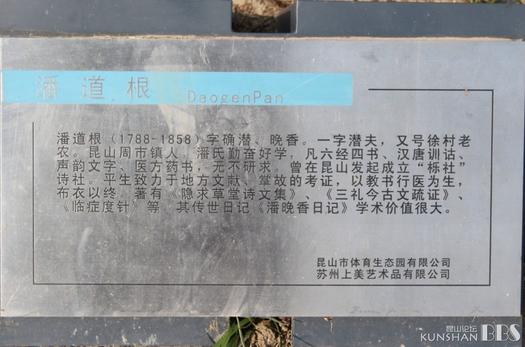 潘道根
DaogenPan
潘道根（1788-1858）字确潜、晚香。一字潜夫，又号徐村老
农。昆山周市镇人。潘氏勤奋好学，凡六经四书、汉唐训诂、
声韵文字、医方药书，无不研求。曾在昆山发起成立“栎社”
诗社。平生致力于地方文献、掌故的考证，以教书行医为生，
布衣以终。著有《隐求草堂诗文集》、《三礼今古文疏证》、
《临症度针》等，其传世日记《潘晚香日记》学术价值很大。
昆山市体育生态园有限公司
苏州上美艺术品有限公司
昆山论坛
KUNSHAN BBS